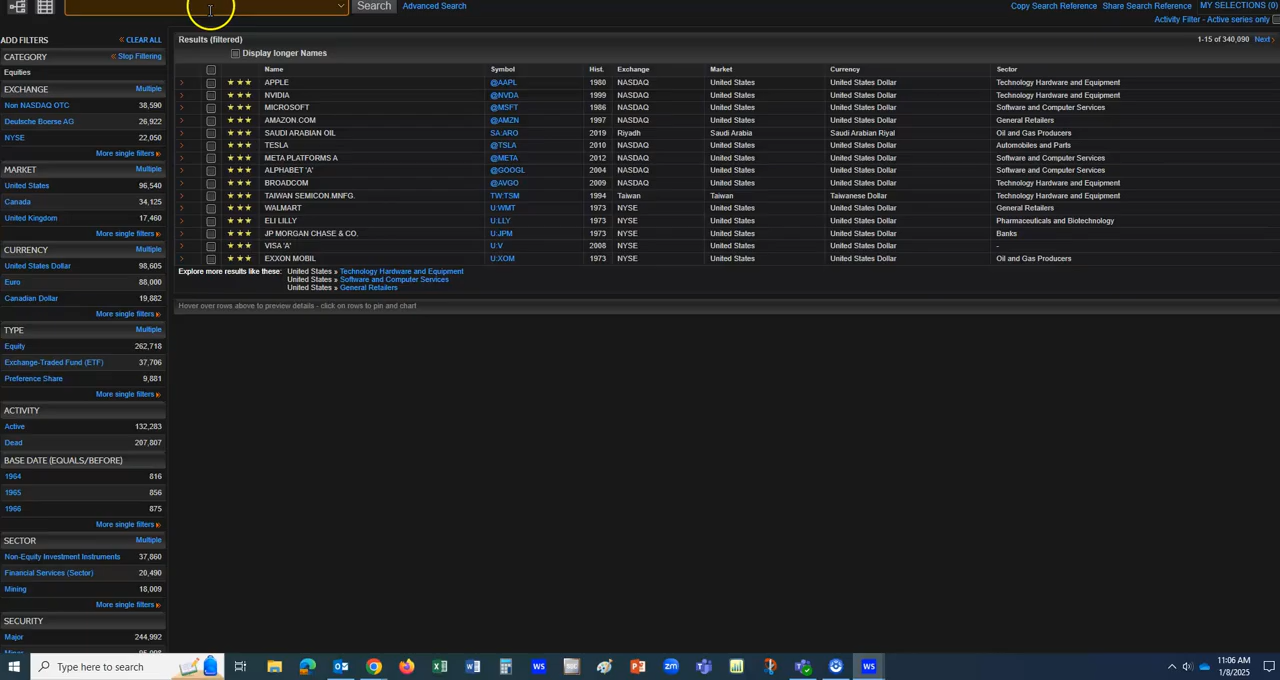 Search Advanced Search Copy Search Reference Share Search Reference MY SELECTIONS (0)
Activity Filter - Active series only
ADD FILTERS « CLEAR ALL
CATEGORY « Stop Filtering
Equities
EXCHANGE Multiple
Non NASDAQ OTC 38,590
Deutsche Boerse AG 26,922
NYSE 22,050
More single filters
MARKET Multiple
United States 96,540
Canada 34,125
United Kingdom 17,460
More single filters
CURRENCY Multiple
United States Dollar 98,605
Euro 88,000
Canadian Dollar 19,882
More single filters
TYPE Multiple
Equity 262,718
Exchange-Traded Fund (ETF) 37,706
Preference Share 9,881
More single filters
ACTIVITY
Active 132,283
Dead 207,807
BASE DATE (EQUALS/BEFORE)
1964 816
1965 856
1966 875
More single filters
SECTOR Multiple
Non-Equity Investment Instruments 37,860
Financial Services (Sector) 20,490
Mining 18,009
More single filters
SECURITY
Major 244,992
Results (filtered) 1-15 of 340,090 Next
Display longer Names
Name Symbol Hist. Exchange Market Currency Sector
APPLE @AAPL 1980 NASDAQ United States United States Dollar Technology Hardware and Equipment
NVIDIA @NVDA 1999 NASDAQ United States United States Dollar Technology Hardware and Equipment
MICROSOFT @MSFT 1986 NASDAQ United States United States Dollar Software and Computer Services
AMAZON.COM @AMZN 1997 NASDAQ United States United States Dollar General Retailers
SAUDI ARABIAN OIL SA:ARO 2019 Riyadh Saudi Arabia Saudi Arabian Riyal Oil and Gas Producers
TESLA @TSLA 2010 NASDAQ United States United States Dollar Automobiles and Parts
META PLATFORMS A @META 2012 NASDAQ United States United States Dollar Software and Computer Services
ALPHABET 'A' @GOOGL 2004 NASDAQ United States United States Dollar Software and Computer Services
BROADCOM @AVGO 2009 NASDAQ United States United States Dollar Technology Hardware and Equipment
TAIWAN SEMICON.MNFG. TW:TSM 1994 Taiwan Taiwan Taiwanese Dollar Technology Hardware and Equipment
WALMART U:WMT 1973 NYSE United States United States Dollar General Retailers
ELI LILLY U:LLY 1973 NYSE United States United States Dollar Pharmaceuticals and Biotechnology
JP MORGAN CHASE & CO. U:JPM 1973 NYSE United States United States Dollar Banks
VISA 'A' U:V 2008 NYSE United States United States Dollar -
EXXON MOBIL U:XOM 1973 NYSE United States United States Dollar Oil and Gas Producers
Explore more results like these: United States » Technology Hardware and Equipment
United States » Software and Computer Services
United States » General Retailers
Hover over rows above to preview details - click on rows to pin and chart
Type here to search
WS
zm
WS
11:06 AM
1/8/2025